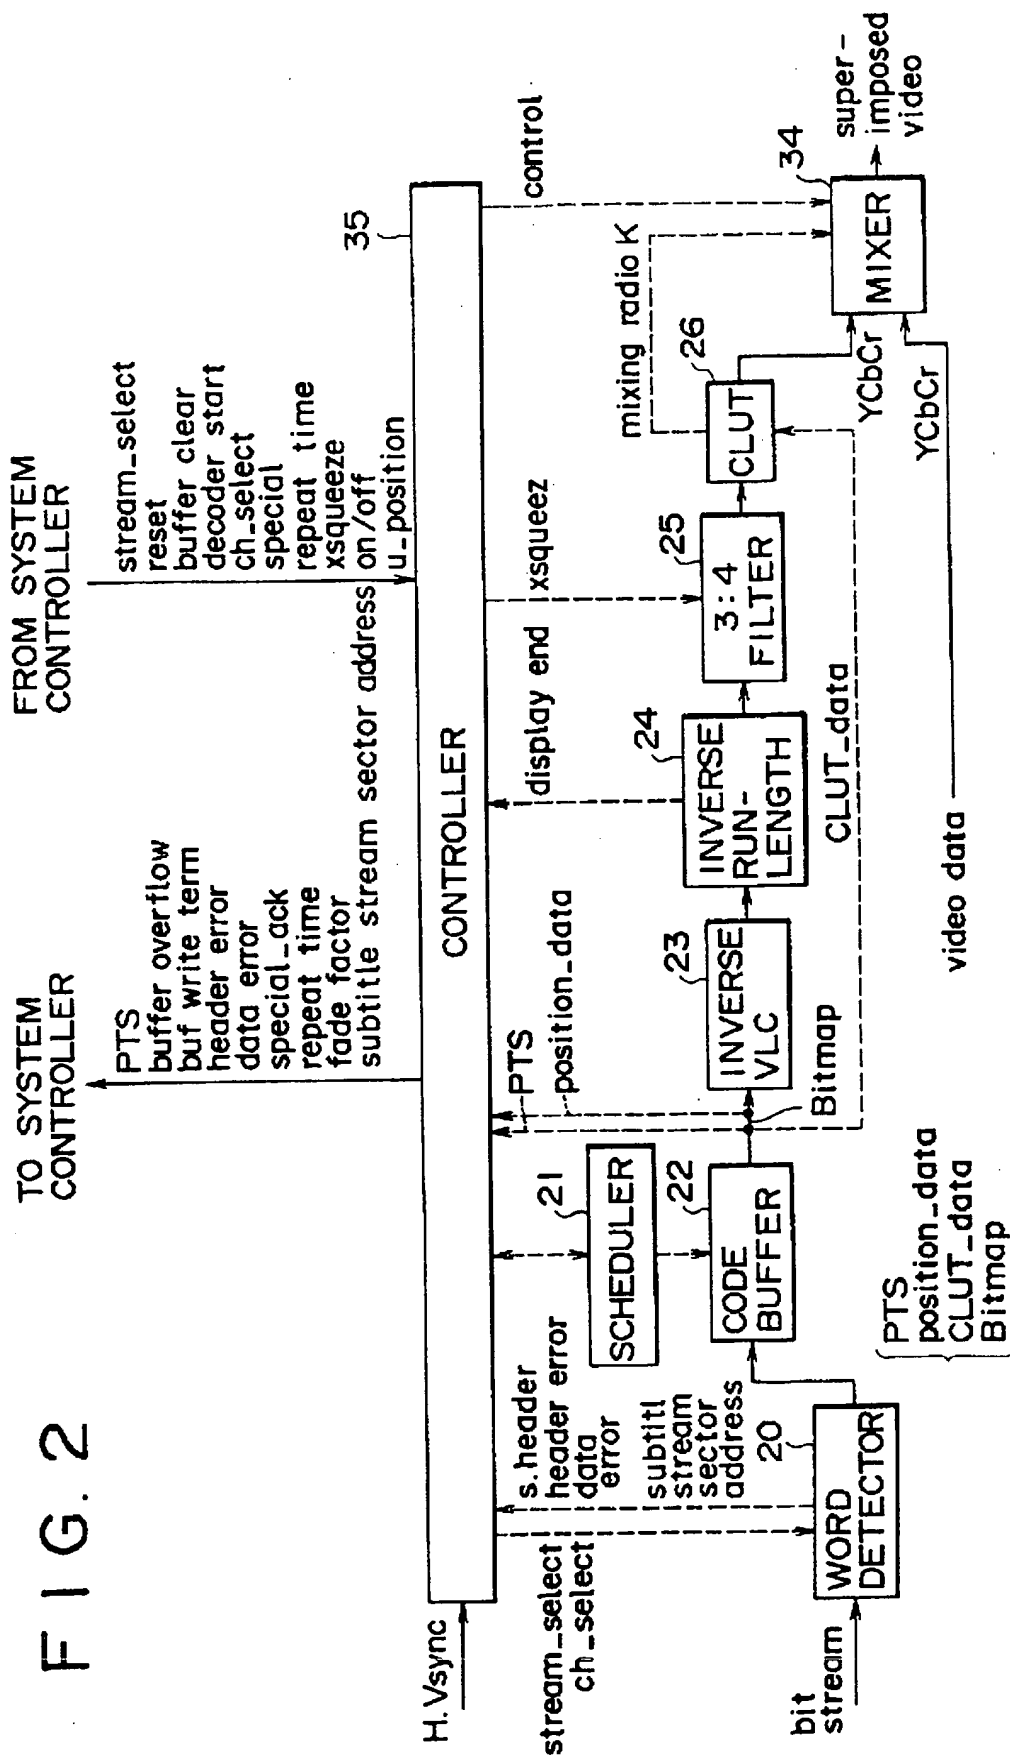 FIG. 2
TO SYSTEM
CONTROLLER
PTS
buffer overflow
buf write term
header error
data error
special_ack
repeat time
fade factor
subtitle stream sector address
FROM SYSTEM
CONTROLLER
stream_select
reset
buffer clear
decoder start
ch_select
special
repeat time
xsqueeze
on/off
u_position
H. Vsync
CONTROLLER
35
stream_select
ch_select
s.header
header error
data
error
subtitl
stream
sector
address
SCHEDULER
21
PTS
position_data
display end
xsqueez
control
bit
stream
WORD
DETECTOR
20
CODE
BUFFER
22
Bitmap
INVERSE
VLC
23
INVERSE
RUN-
LENGTH
24
3:4
FILTER
25
CLUT
26
mixing radio K
MIXER
34
super-
imposed
video
YCbCr
YCbCr
CLUT_data
video data
PTS
position_data
CLUT_data
Bitmap